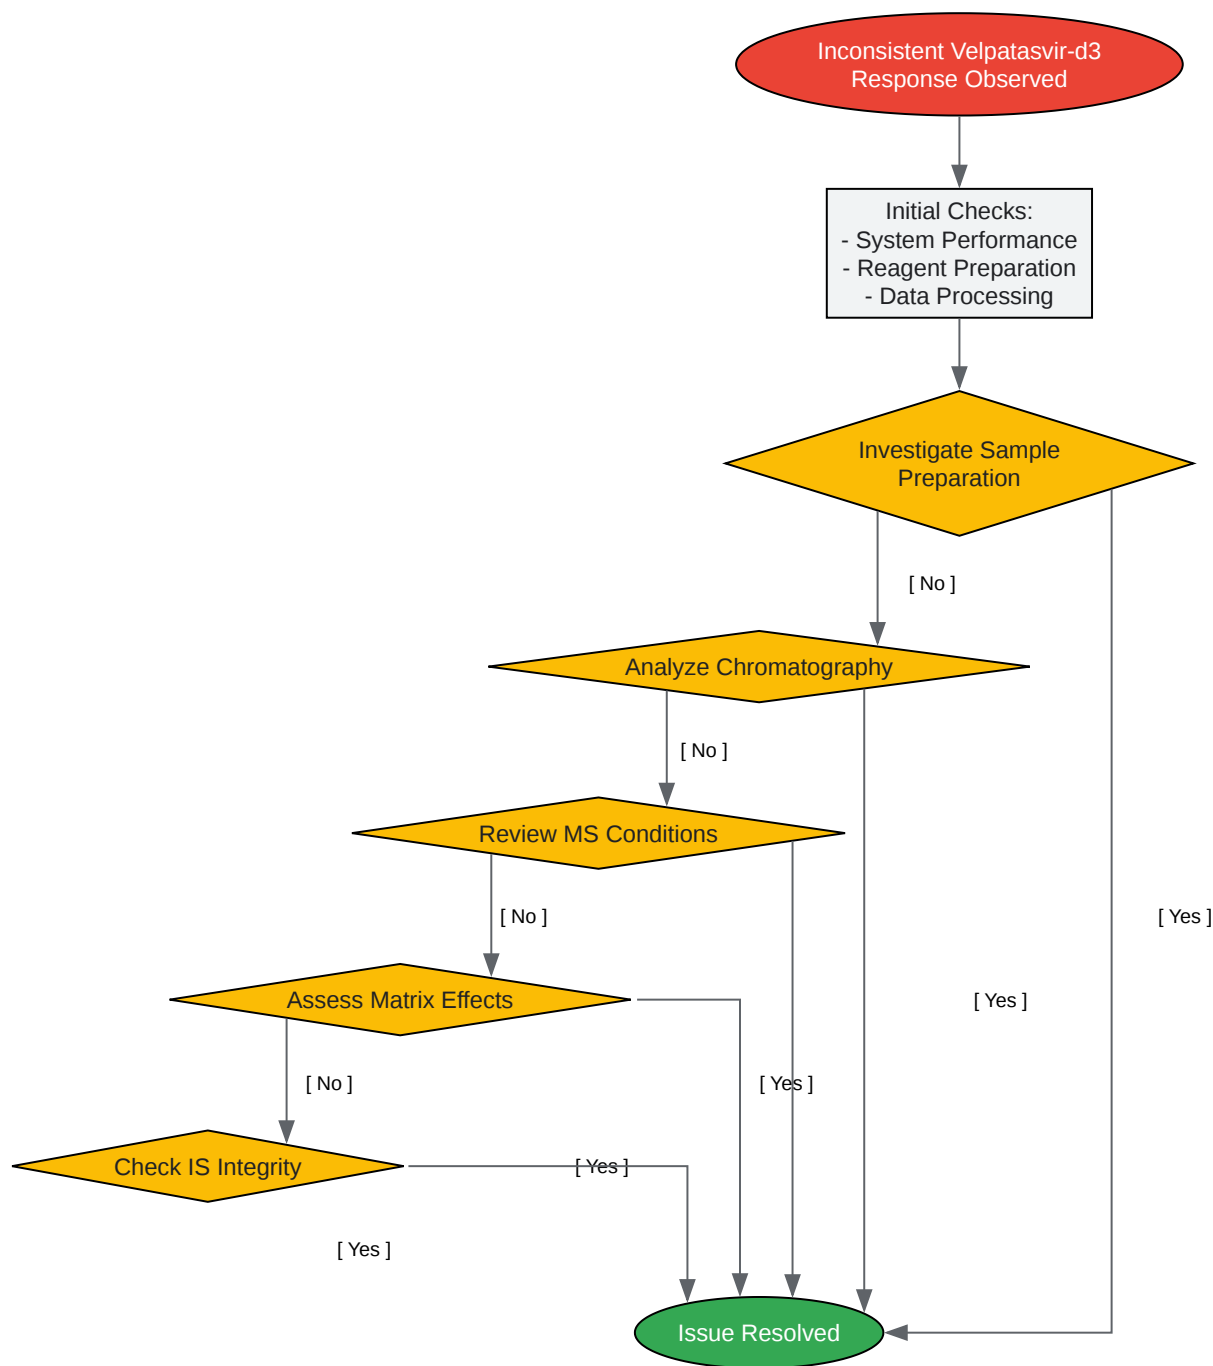 Inconsistent Velpatasvir-d3
Response Observed
Initial Checks:
- System Performance
- Reagent Preparation
- Data Processing
Investigate Sample
Preparation
[ No ]
Analyze Chromatography
[ No ]
Review MS Conditions
[ No ]
[ Yes ]
Assess Matrix Effects
[ Yes ]
[ No ]
[ Yes ]
Check IS Integrity
[ Yes ]
[ Yes ]
Issue Resolved